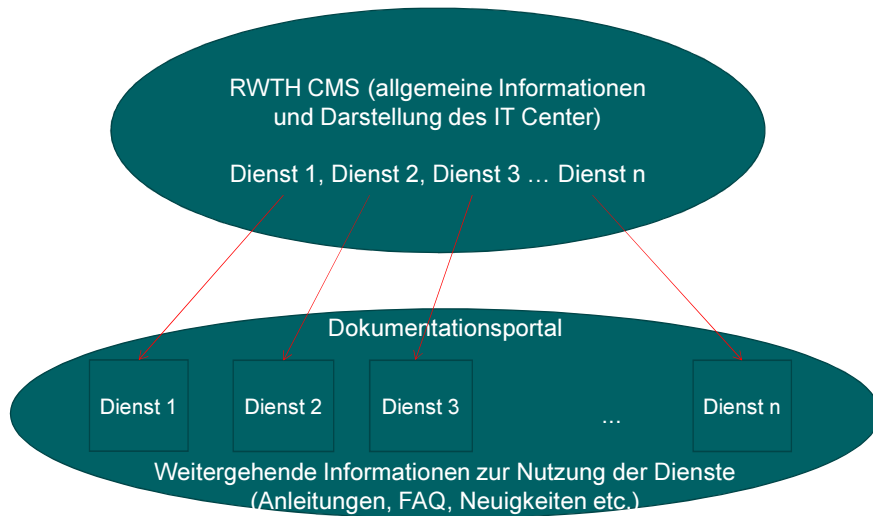 RWTH CMS (allgemeine Informationen
und Darstellung des IT Center)
Dienst 1, Dienst 2, Dienst 3 … Dienst n
Dokumentationsportal
Dienst 1
Dienst 2
Dienst 3
...
Dienst n
Weitergehende Informationen zur Nutzung der Dienste
(Anleitungen, FAQ, Neuigkeiten etc.)